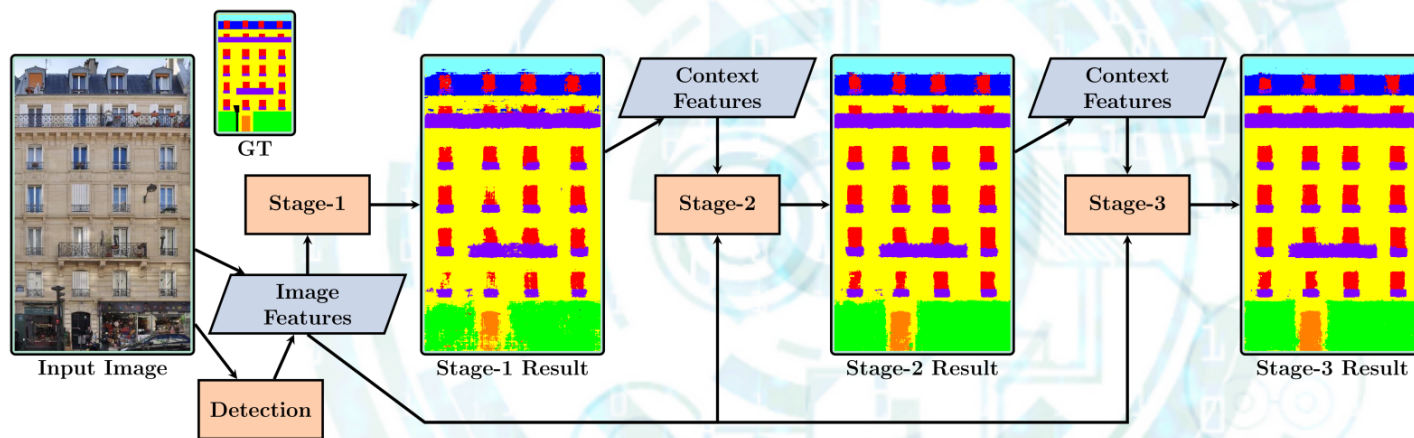 GT
Input Image
Detection
Image
Features
Stage-1
Stage-1 Result
Context
Features
Stage-2
Stage-2 Result
Context
Features
Stage-3
Stage-3 Result